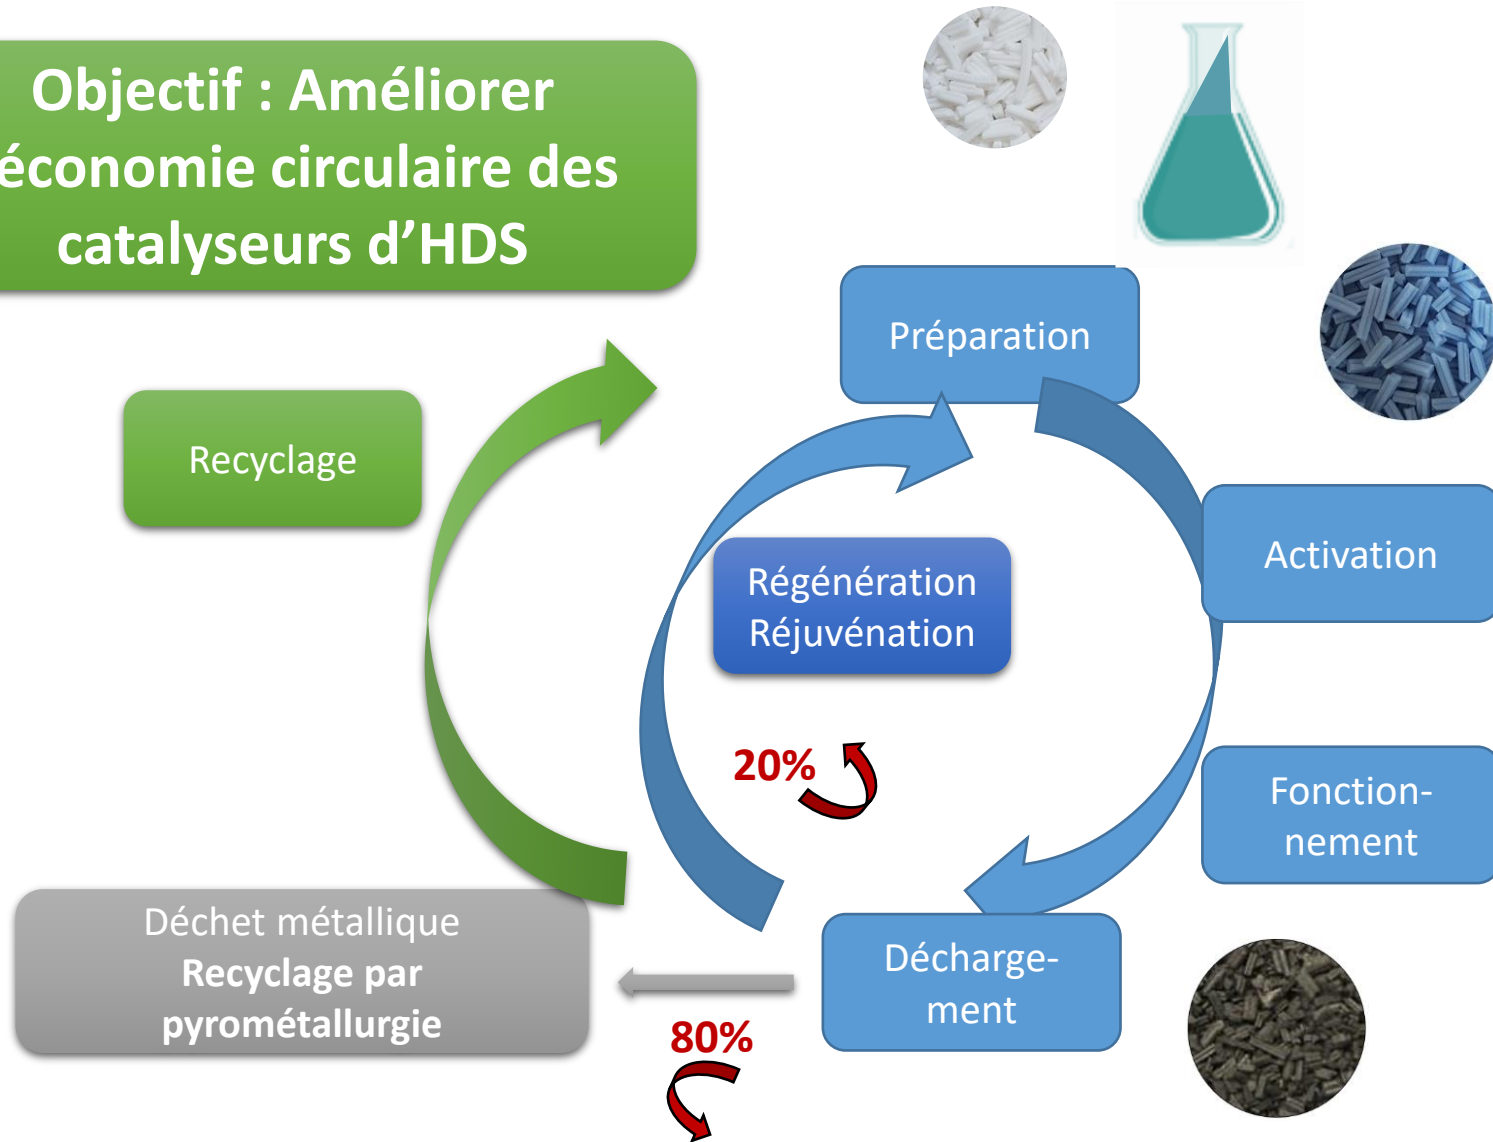 Objectif : Améliorer
économie circulaire des
catalyseurs d’HDS
Préparation
Recyclage
Activation
Régénération
Réjuvénation
20%
Fonction-
nement
Déchet métallique
Recyclage par
pyrométallurgie
Décharge-
ment
80%